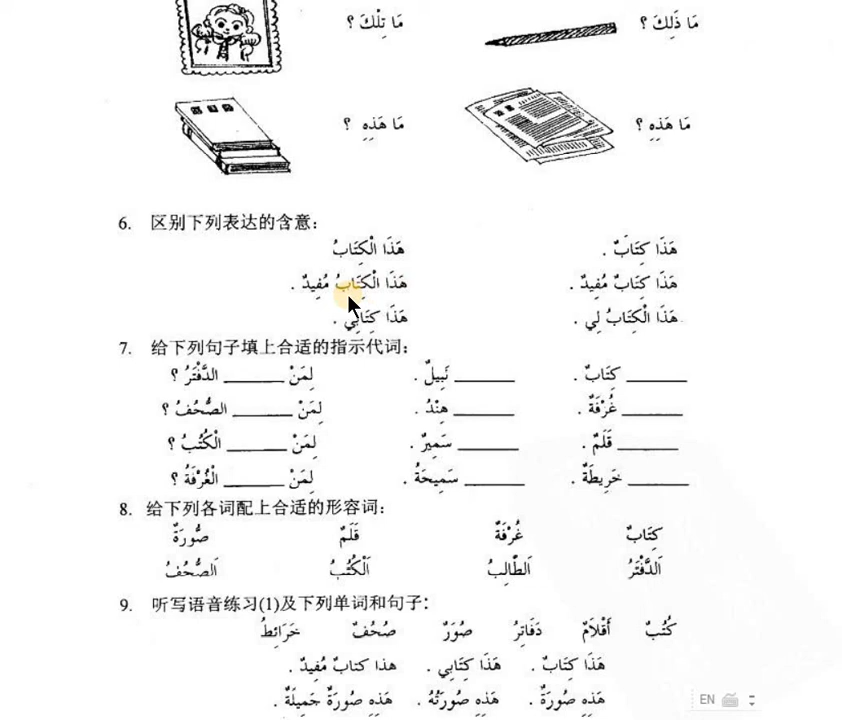 مَا ذَلِكَ ؟ مَا تِلْكَ ؟
مَا هَذِهِ ؟ مَا هَذِهِ ؟
6. 区别下列表达的含意：
هَذَا كِتَابٌ . هَذَا الْكِتَابُ
هَذَا كِتَابٌ مُفِيدٌ . هَذَا الْكِتَابُ مُفِيدٌ .
هَذَا الْكِتَابُ لِي . هَذَا كِتَابِي .
7. 给下列句子填上合适的指示代词：
______ كِتَابٌ . ______ نَبِيلٌ . لِمَنْ ______ الدَّفْتَرُ ؟
______ غُرْفَةٌ . ______ هِنْدُ . لِمَنْ ______ الصُّحُفُ ؟
______ قَلَمٌ . ______ سَمِيرٌ . لِمَنْ ______ الْكُتُبُ ؟
______ خَرِيطَةٌ . ______ سَمِيحَةُ . لِمَنْ ______ الْغُرْفَةُ ؟
8. 给下列各词配上合适的形容词：
كِتَابٌ غُرْفَةٌ قَلَمٌ صُورَةٌ
اَلدَّفْتَرُ اَلطَّالِبُ اَلْكُتُبُ اَلصُّحُفُ
9. 听写语音练习(1)及下列单词和句子：
كُتُبٌ أَقْلاَمٌ دَفَاتِرُ صُوَرٌ صُحُفٌ خَرَائِطُ
هَذَا كِتَابٌ . هَذَا كِتَابِي . هذا كتابٌ مُفِيدٌ .
هَذِهِ صُورَةٌ . هَذِهِ صُورَتُهُ . هَذِهِ صُورَةٌ جَمِيلَةٌ .
EN